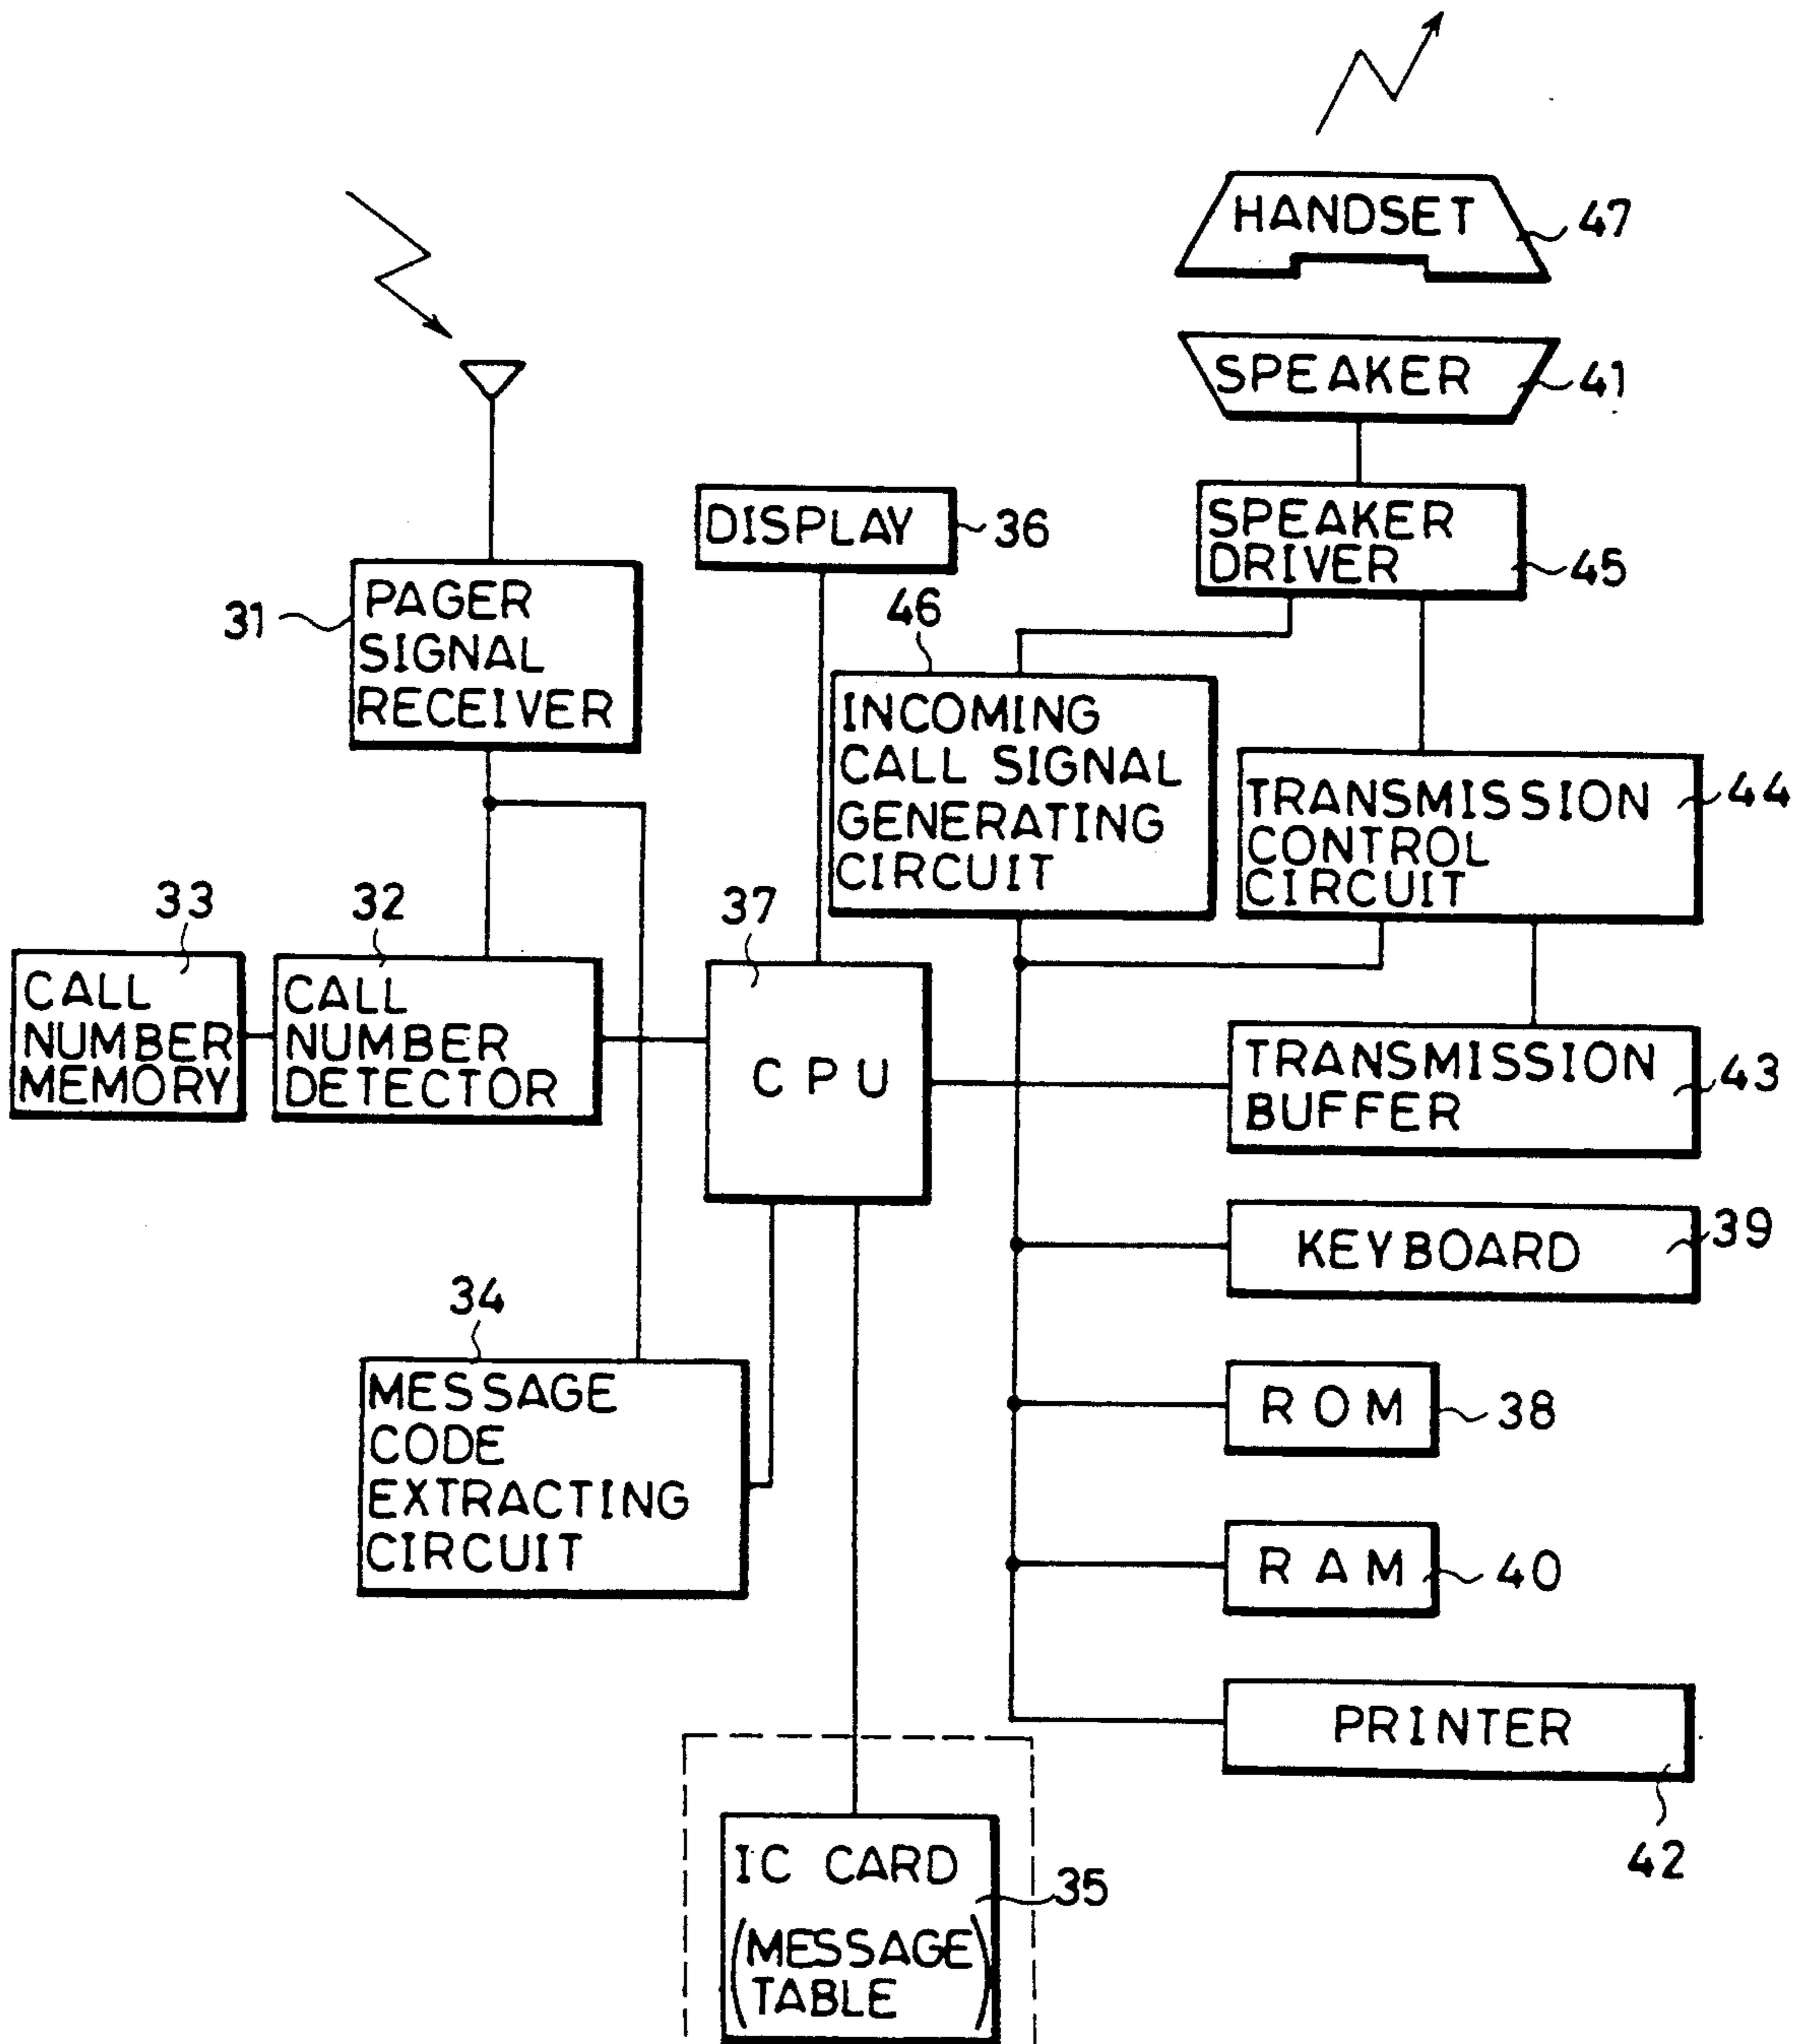 HANDSET
47
SPEAKER
41
DISPLAY
36
SPEAKER
DRIVER
45
31
PAGER
SIGNAL
RECEIVER
46
INCOMING
CALL SIGNAL
GENERATING
CIRCUIT
TRANSMISSION
CONTROL
CIRCUIT
44
33
CALL
NUMBER
MEMORY
32
CALL
NUMBER
DETECTOR
37
CPU
TRANSMISSION
BUFFER
43
KEYBOARD
39
34
MESSAGE
CODE
EXTRACTING
CIRCUIT
ROM
38
RAM
40
PRINTER
42
IC CARD
35
(MESSAGE
TABLE)